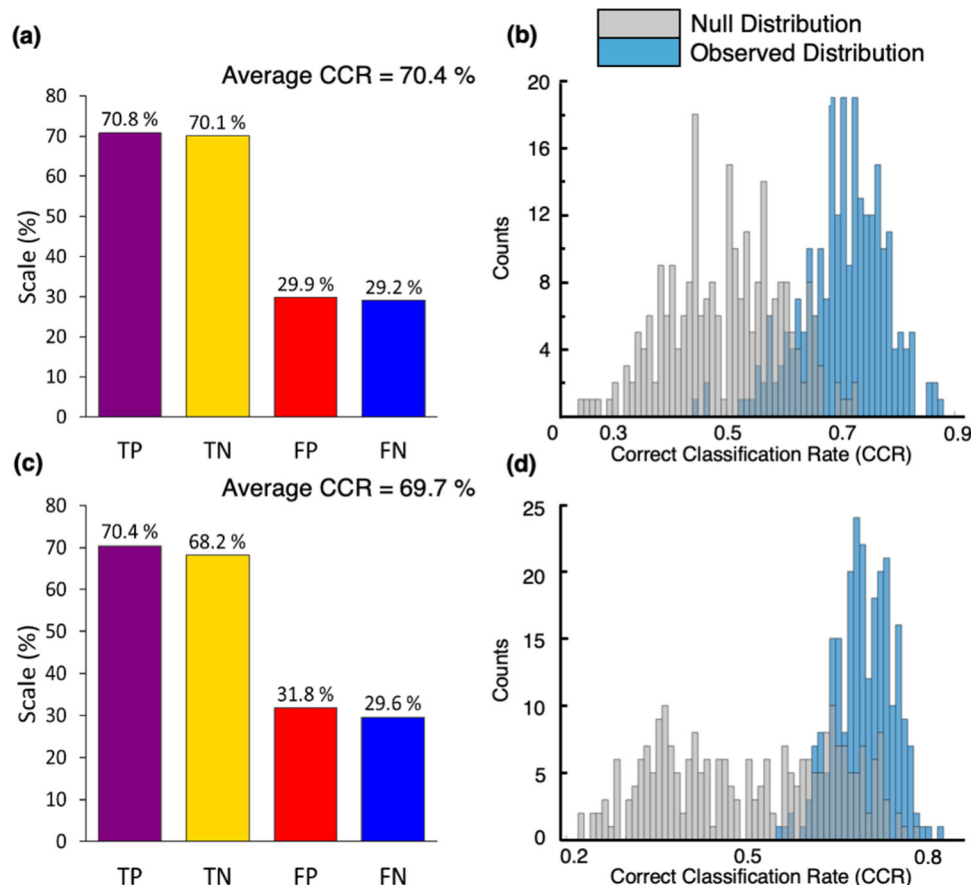 (a)
Average CCR = 70.4 %
80
70
60
50
40
30
20
10
0
Scale (%)
70.8 %
70.1 %
29.9 %
29.2 %
TP TN FP FN
(b)
Null Distribution
Observed Distribution
20
16
12
8
4
0
Counts
0.3 0.5 0.7 0.9
Correct Classification Rate (CCR)
(c)
Average CCR = 69.7 %
80
70
60
50
40
30
20
10
0
Scale (%)
70.4 %
68.2 %
31.8 %
29.6 %
TP TN FP FN
(d)
25
20
15
10
5
0
Counts
0.2 0.5 0.8
Correct Classification Rate (CCR)